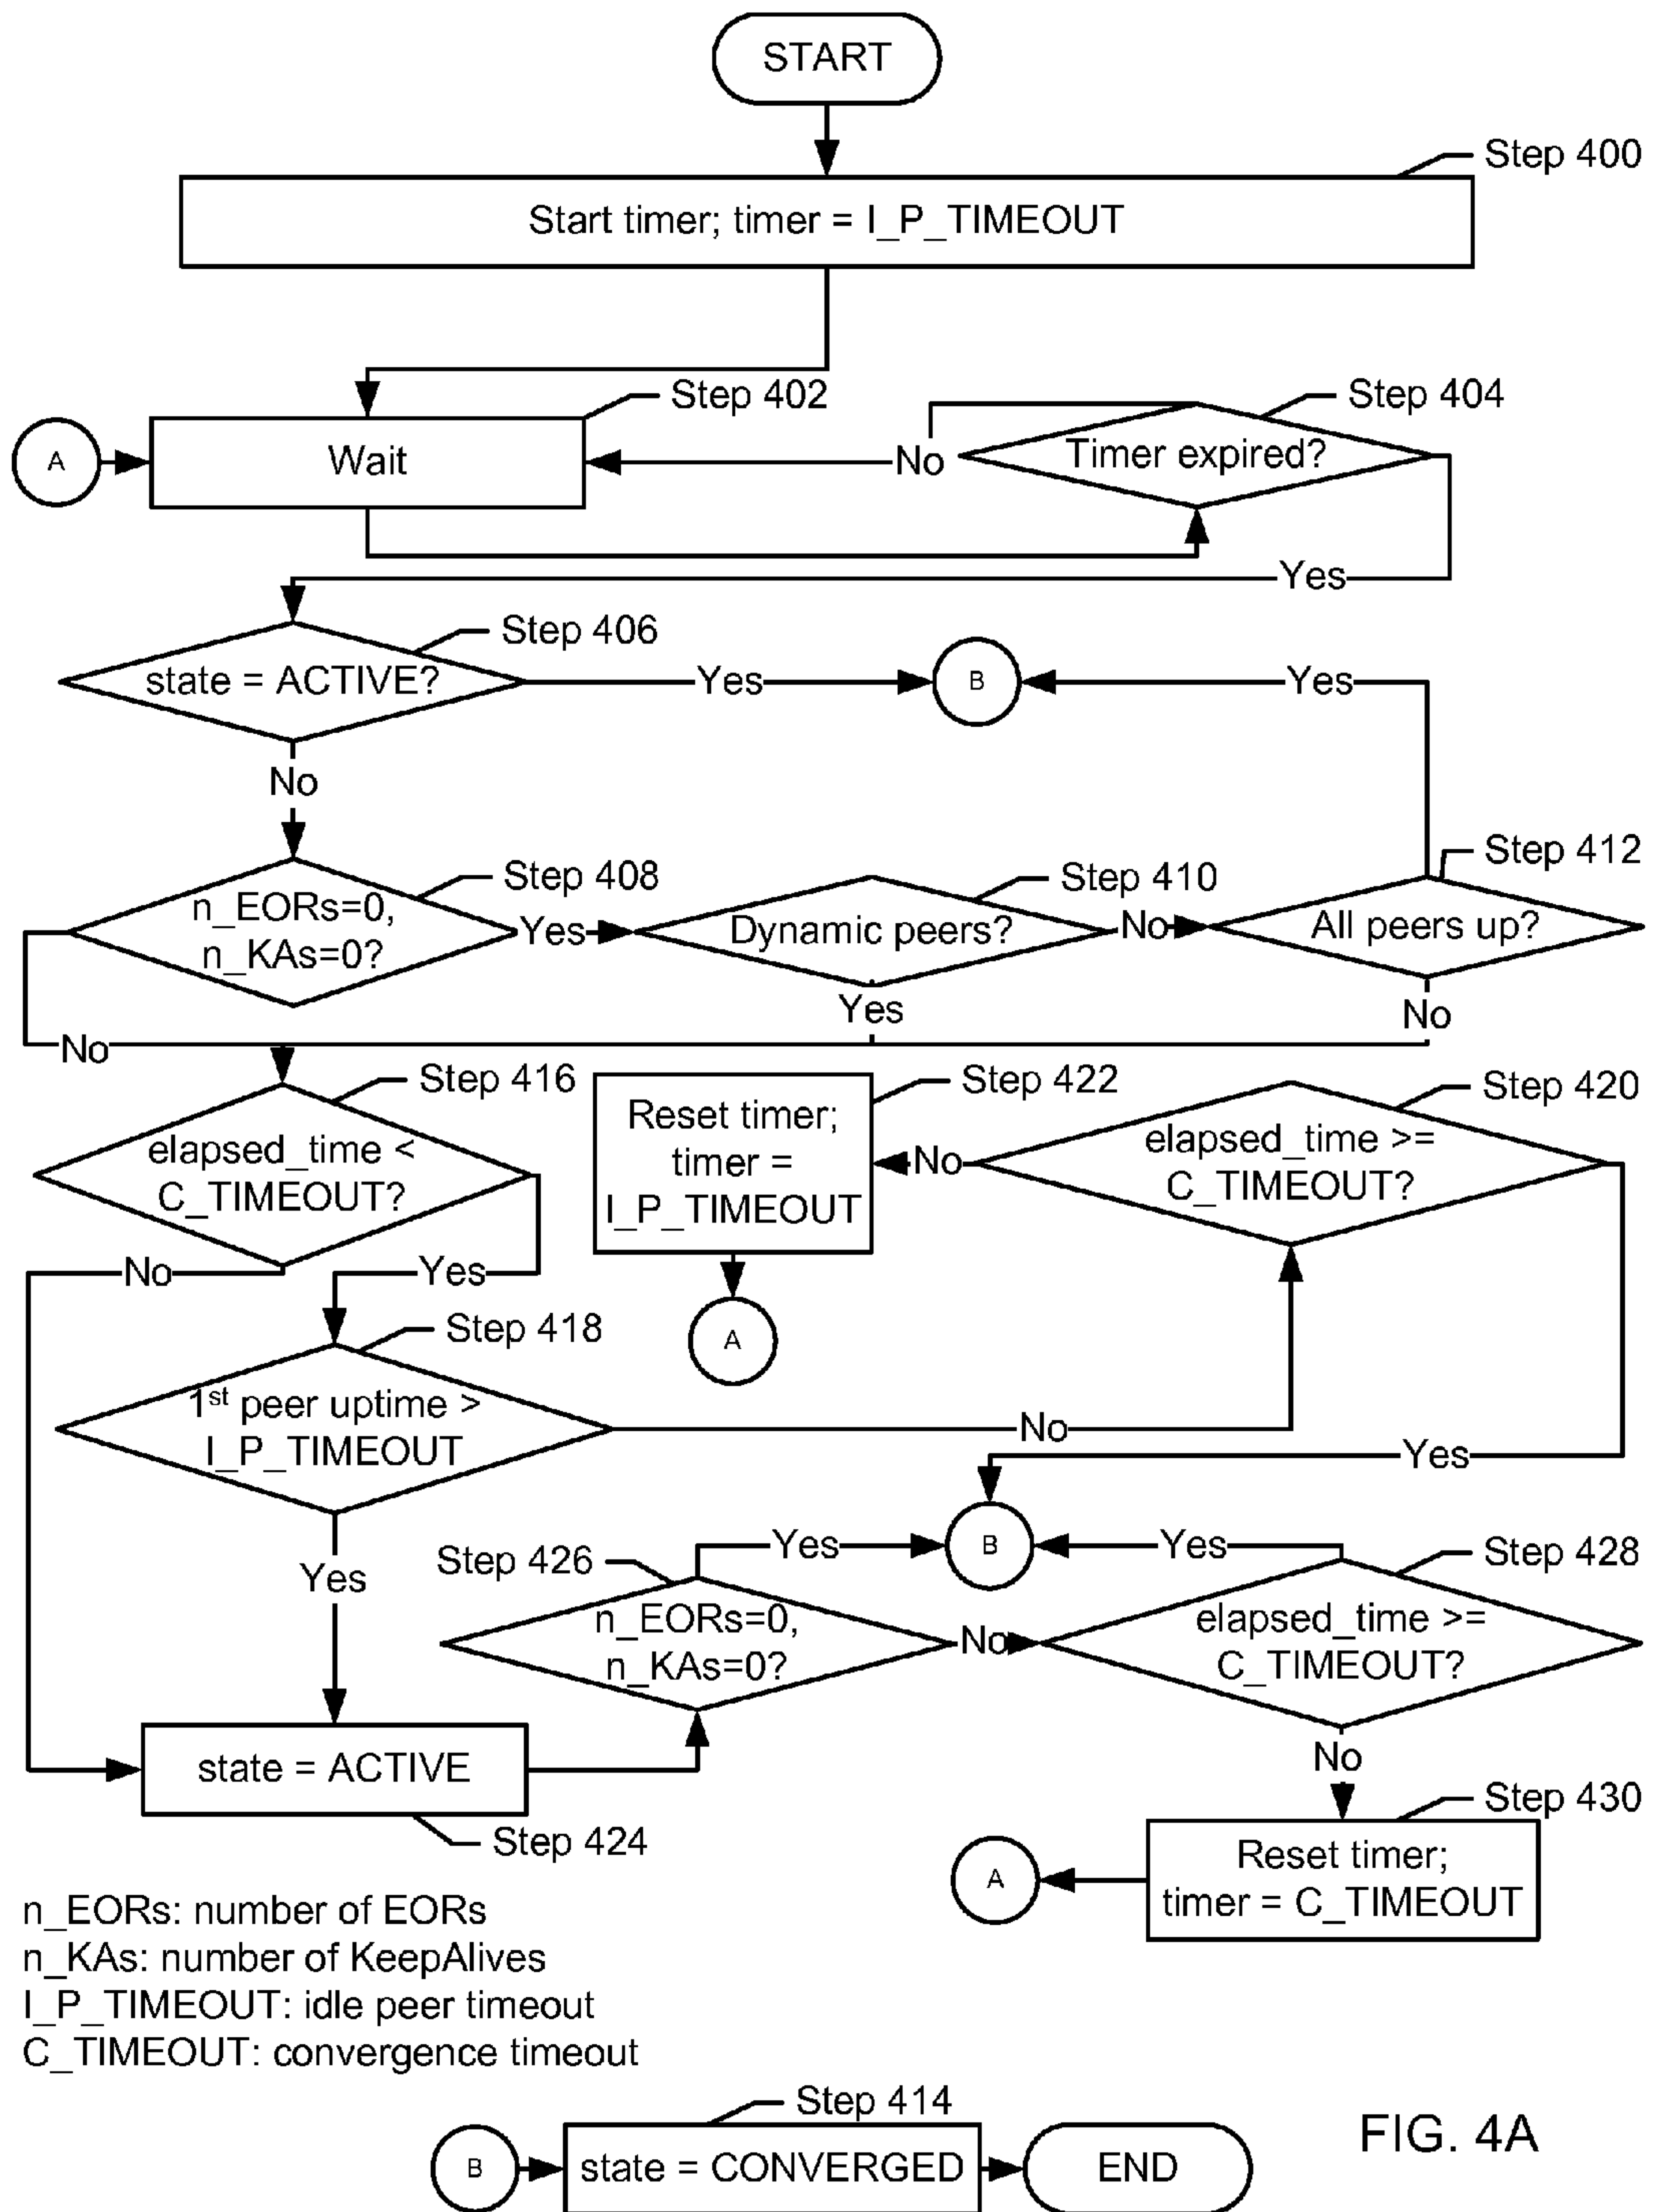 START
Step 400
Start timer; timer = I_P_TIMEOUT
Step 402
Step 404
A
Wait
No
Timer expired?
Yes
Step 406
state = ACTIVE?
Yes
B
Yes
No
Step 408
n_EORs=0,
n_KAs=0?
Yes
Step 410
Dynamic peers?
No
Step 412
All peers up?
Yes
No
No
Step 416
elapsed_time <
C_TIMEOUT?
Step 422
Reset timer;
timer =
I_P_TIMEOUT
No
Step 420
elapsed_time >=
C_TIMEOUT?
No
Yes
A
Step 418
1st peer uptime >
I_P_TIMEOUT
No
Yes
Yes
Step 426
Yes
B
Yes
Step 428
n_EORs=0,
n_KAs=0?
No
elapsed_time >=
C_TIMEOUT?
state = ACTIVE
Step 424
No
Step 430
A
Reset timer;
timer = C_TIMEOUT
n_EORs: number of EORs
n_KAs: number of KeepAlives
I_P_TIMEOUT: idle peer timeout
C_TIMEOUT: convergence timeout
Step 414
B
state = CONVERGED
END
FIG. 4A